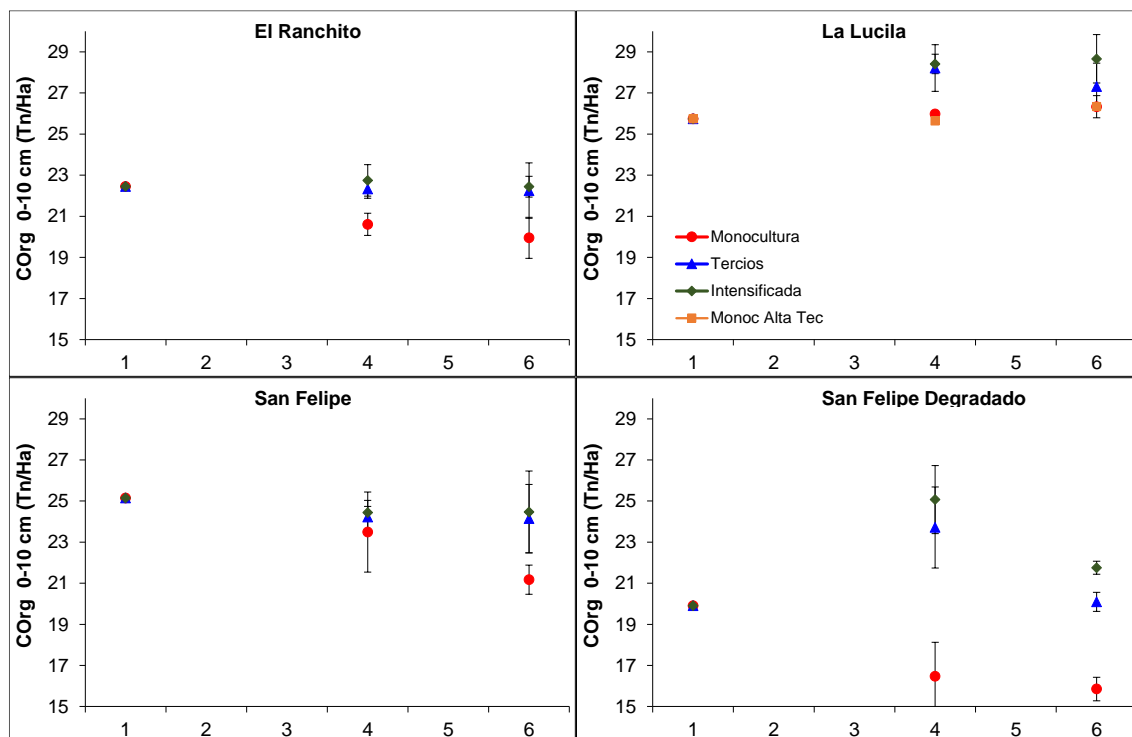 El Ranchito
COrg 0-10 cm (Tn/Ha)
29
27
25
23
21
19
17
15
1 2 3 4 5 6
La Lucila
COrg 0-10 cm (Tn/Ha)
29
27
25
23
21
19
17
15
Monocultura
Tercios
Intensificada
Monoc Alta Tec
1 2 3 4 5 6
San Felipe
COrg 0-10 cm (Tn/Ha)
29
27
25
23
21
19
17
15
1 2 3 4 5 6
San Felipe Degradado
COrg 0-10 cm (Tn/Ha)
29
27
25
23
21
19
17
15
1 2 3 4 5 6